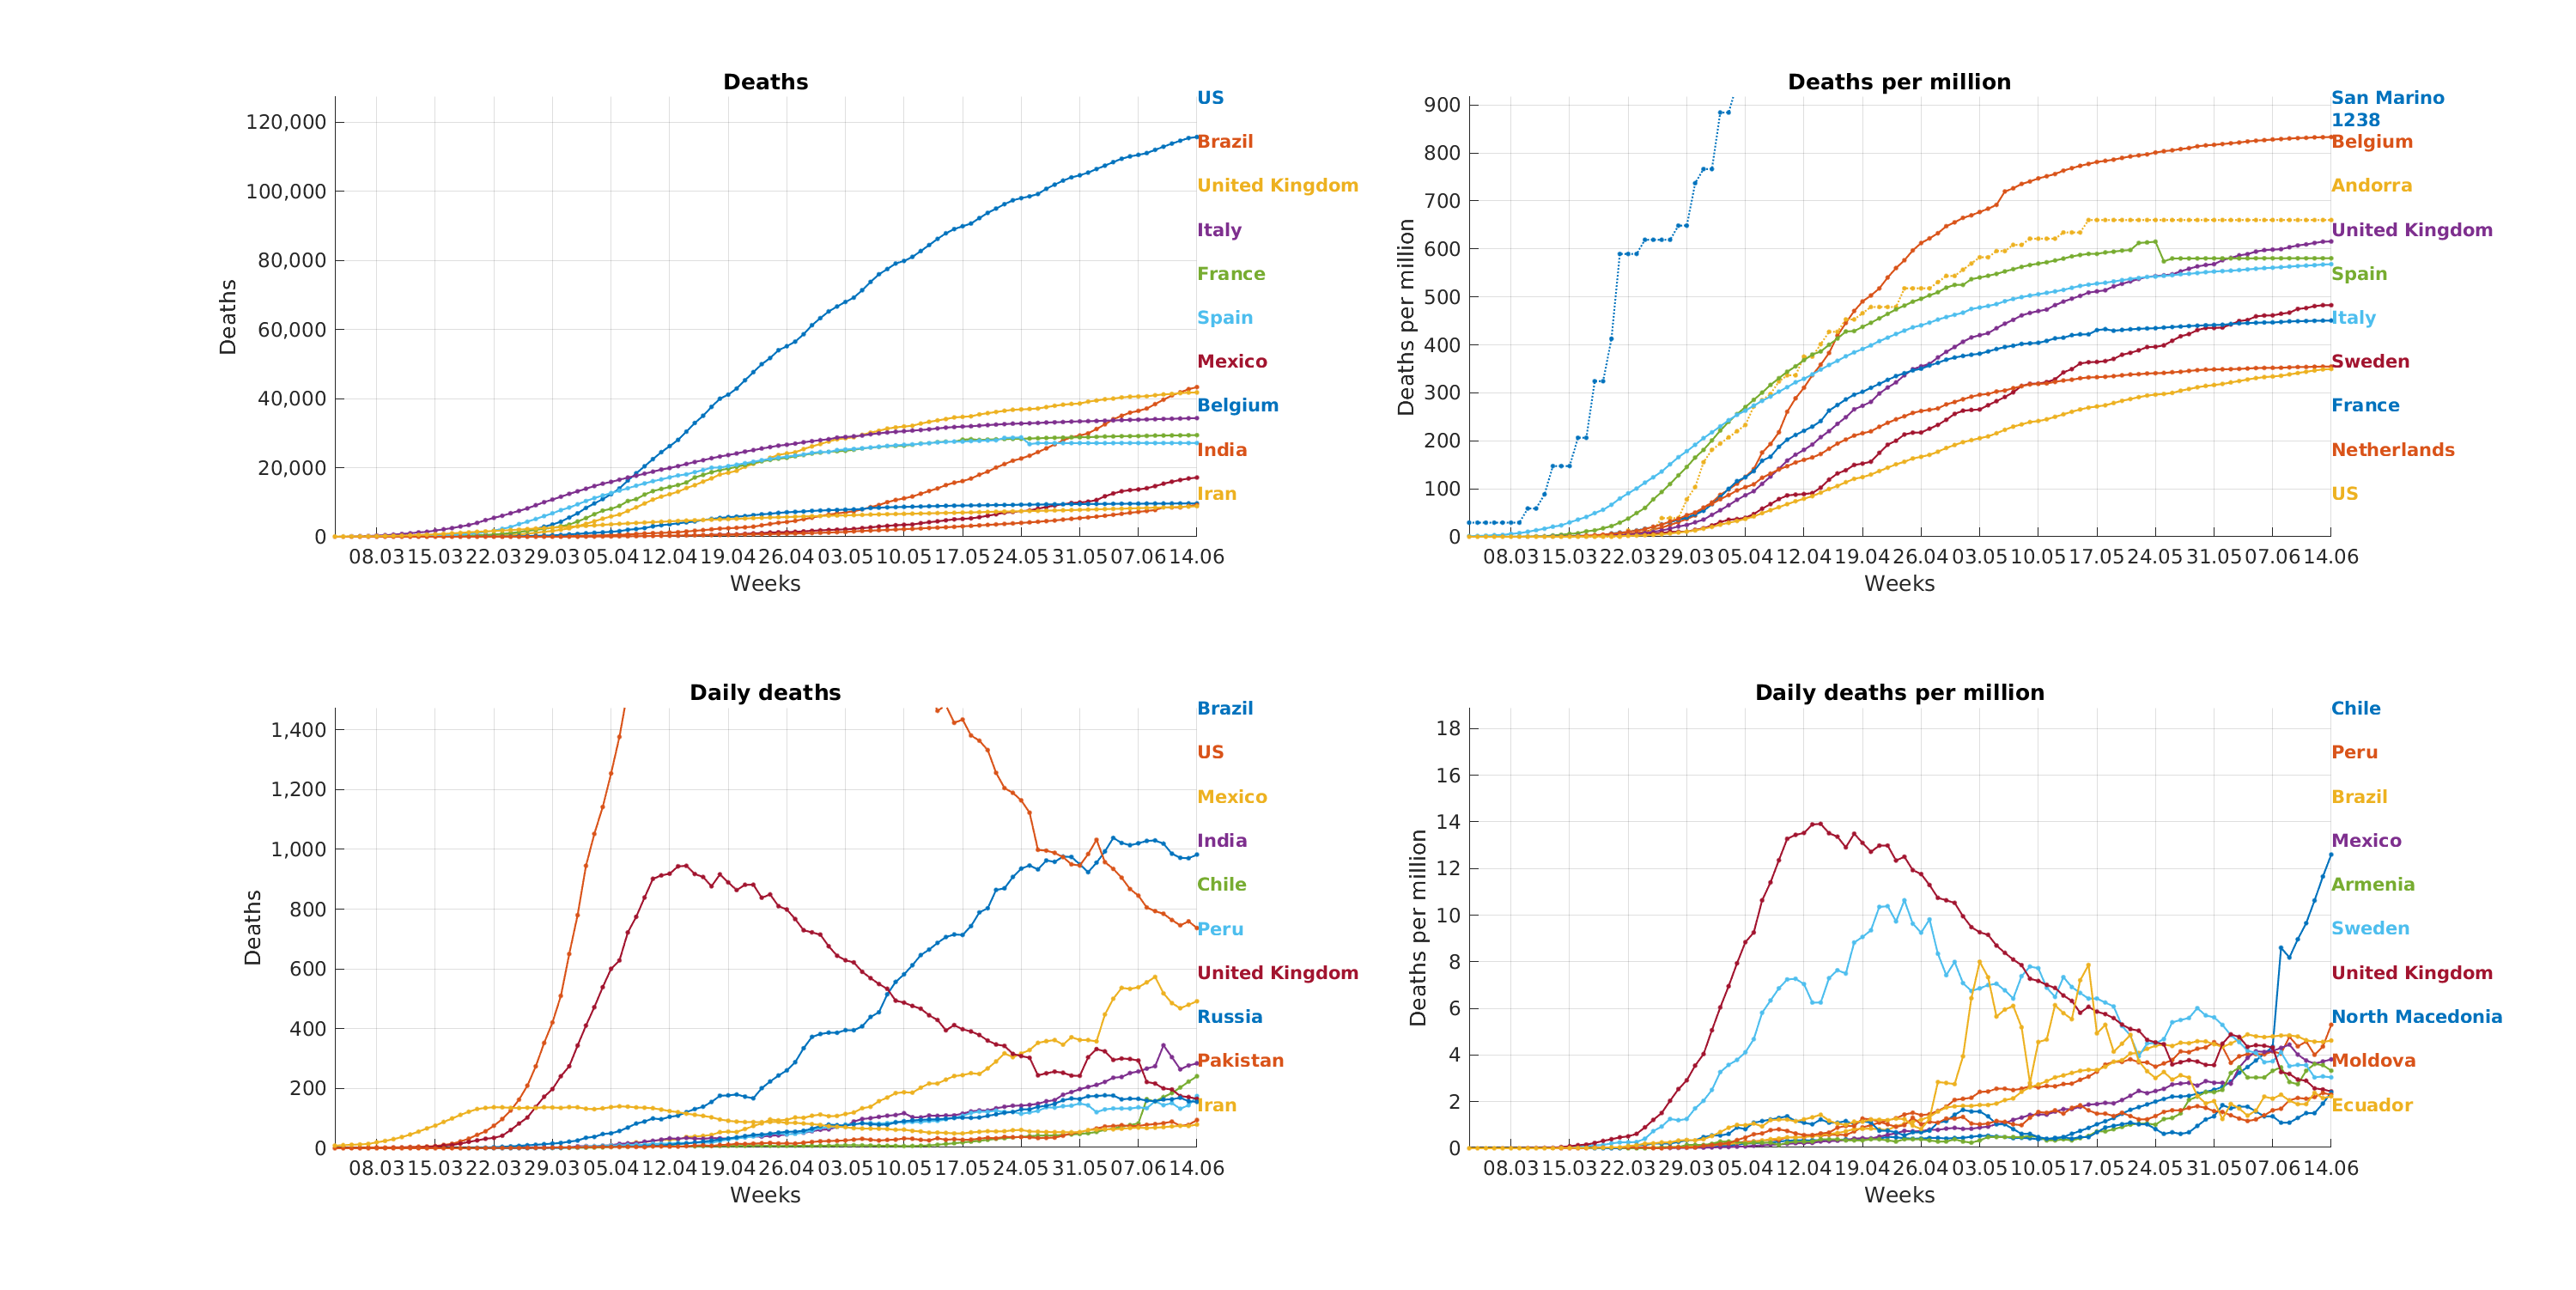 Deaths
120,000
100,000
80,000
60,000
40,000
20,000
0
Deaths
08.03 15.03 22.03 29.03 05.04 12.04 19.04 26.04 03.05 10.05 17.05 24.05 31.05 07.06 14.06
Weeks
US
Brazil
United Kingdom
Italy
France
Spain
Mexico
Belgium
India
Iran
Deaths per million
900
800
700
600
500
400
300
200
100
0
Deaths per million
08.03 15.03 22.03 29.03 05.04 12.04 19.04 26.04 03.05 10.05 17.05 24.05 31.05 07.06 14.06
Weeks
San Marino
1238
Belgium
Andorra
United Kingdom
Spain
Italy
Sweden
France
Netherlands
US
Daily deaths
1,400
1,200
1,000
800
600
400
200
0
Deaths
08.03 15.03 22.03 29.03 05.04 12.04 19.04 26.04 03.05 10.05 17.05 24.05 31.05 07.06 14.06
Weeks
Brazil
US
Mexico
India
Chile
Peru
United Kingdom
Russia
Pakistan
Iran
Daily deaths per million
18
16
14
12
10
8
6
4
2
0
Deaths per million
08.03 15.03 22.03 29.03 05.04 12.04 19.04 26.04 03.05 10.05 17.05 24.05 31.05 07.06 14.06
Weeks
Chile
Peru
Brazil
Mexico
Armenia
Sweden
United Kingdom
North Macedonia
Moldova
Ecuador